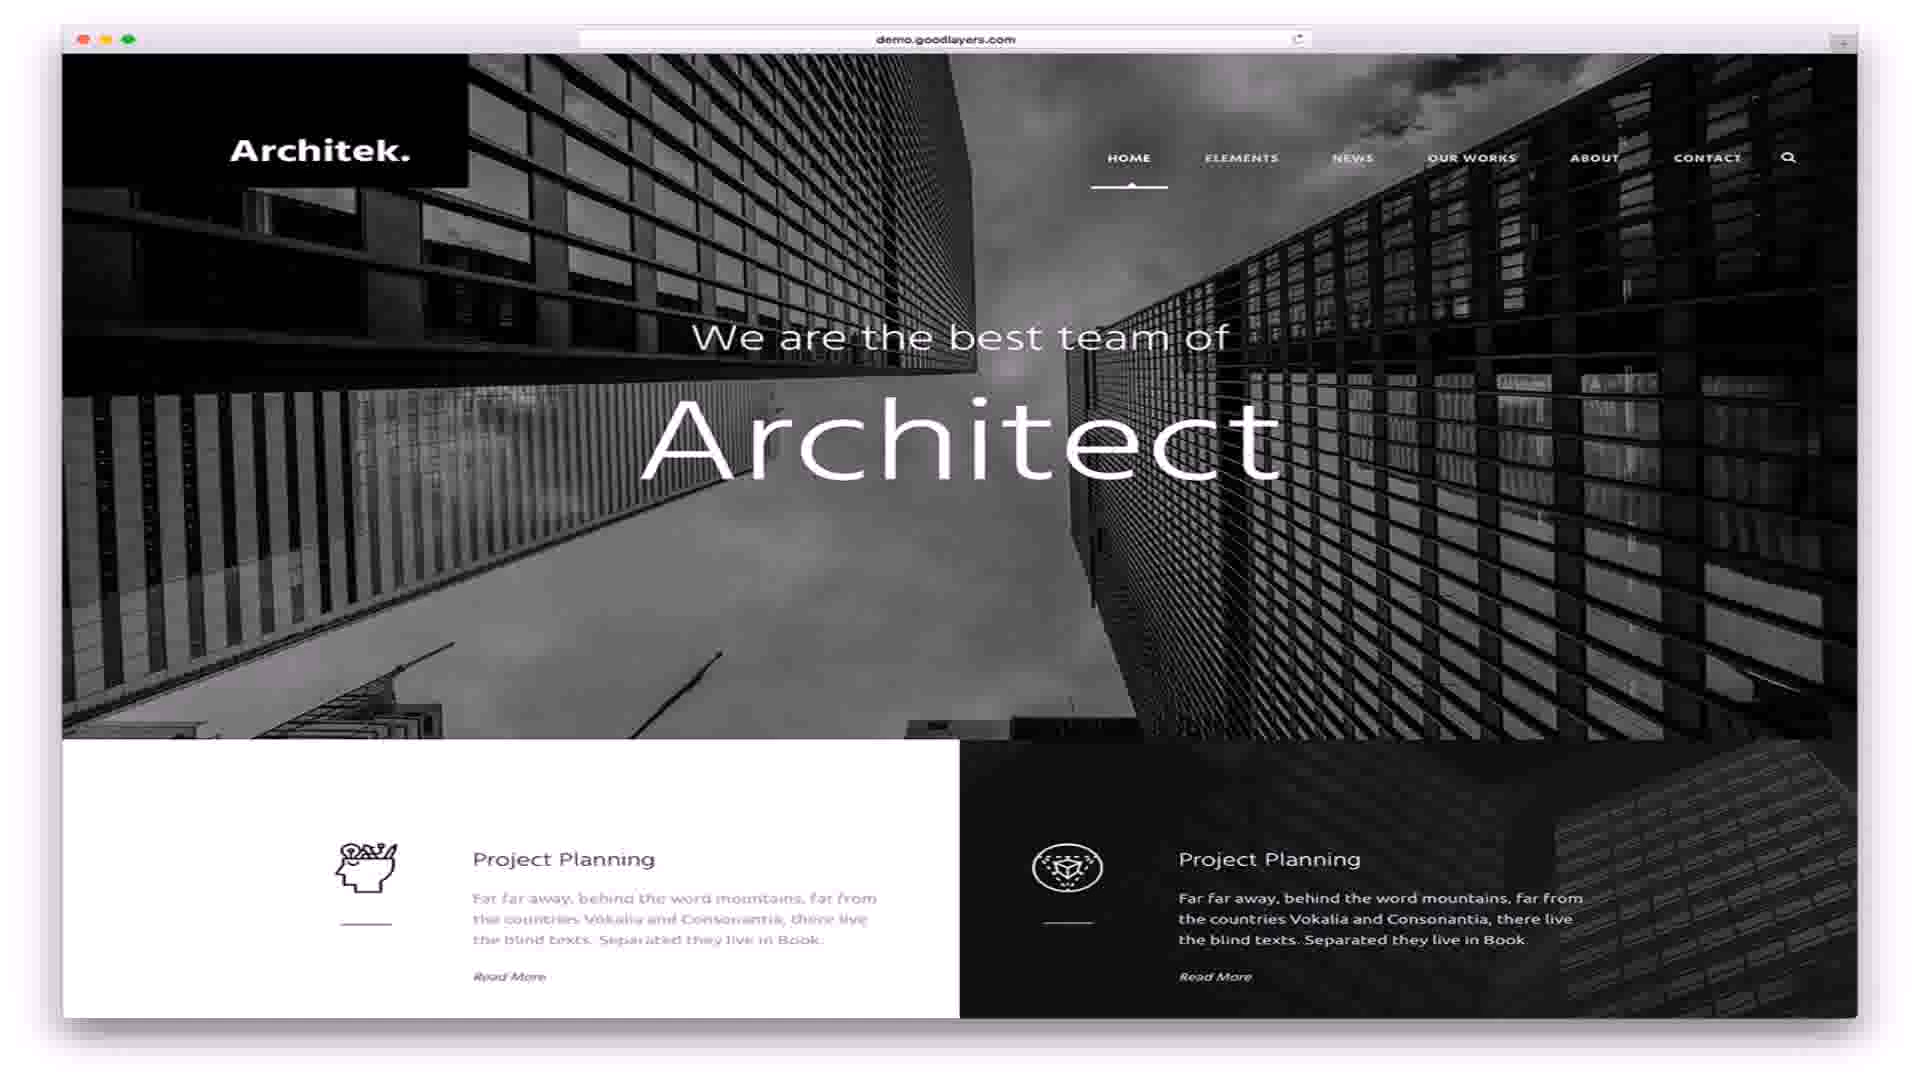 demo.goodlayers.com
Architek.
HOME ELEMENTS NEWS OUR WORKS ABOUT CONTACT
We are the best team of
Architect
Project Planning
Far far away, behind the word mountains, far from
the countries Vokalia and Consonantia, there live
the blind texts. Separated they live in Book.
Read More
Project Planning
Far far away, behind the word mountains, far from
the countries Vokalia and Consonantia, there live
the blind texts. Separated they live in Book.
Read More